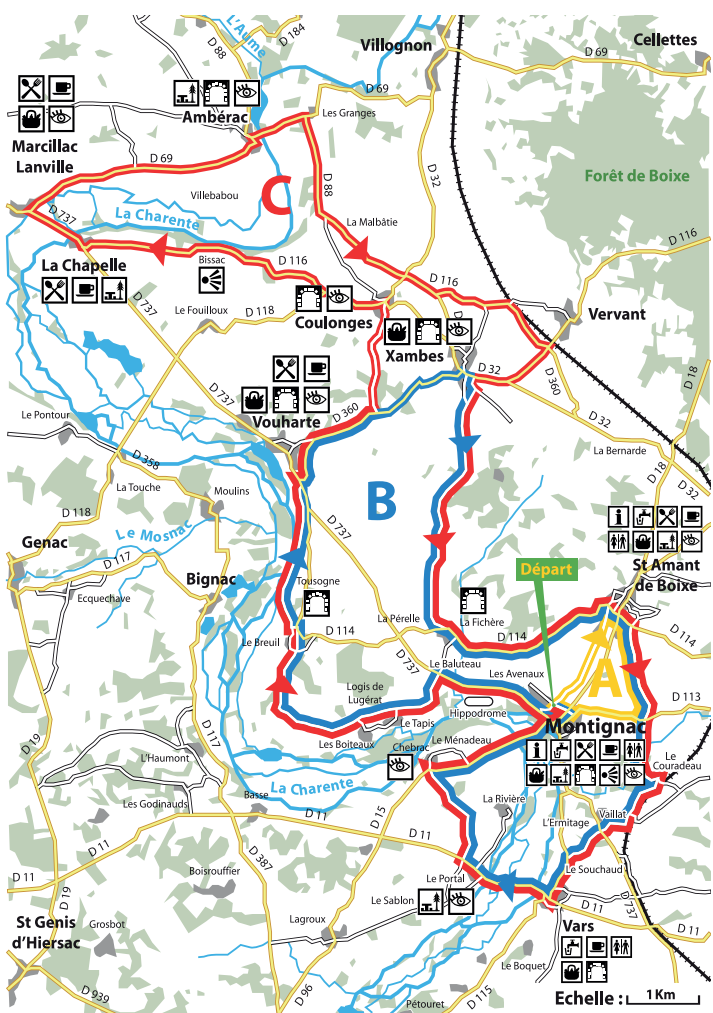 L'Aume
D 184
D 88
Villognon
Cellettes
D 69
D 69
Ambérac
Les Granges
Marcillac
Lanville
D 69
D 32
D 88
Villebabou
C
Forêt de Boixe
La Charente
D 737
La Malbâtie
D 116
La Chapelle
Bissac
D 116
D 116
D 737
Le Fouilloux
D 118
Coulonges
Vervant
Xambes
D 32
D 360
D 18
D 737
Vouharte
D 360
D 32
Le Pontour
D 358
La Bernarde
D 18
La Touche
Moulins
B
D 32
D 118
Le Mosnac
D 737
Genac
D 117
Bignac
Départ
St Amant
de Boixe
Ecquechave
Tousogne
La Pérelle
La Fichère
Le Breuil
D 114
D 114
D 114
D 737
Le Baluteau
Les Avenaux
A
Logis de
Lugérat
D 113
D 19
D 117
Hippodrome
Le Tapis
Montignac
Les Boiteaux
Chebrac
Le Ménadeau
L'Haumont
Le
Couradeau
La Charente
Basse
La Rivière
Les Godinauds
D 15
L'Ermitage
Vaillat
D 11
D 11
D 11
D 387
Boisrouffier
Le Portal
Le Souchaud
D 11
D 19
Le Sablon
D 11
D 737
D 11
St Genis
d'Hiersac
Grosbot
Lagroux
Vars
Le Boquet
D 939
D 96
Pétouret
D 115
Echelle :
1 Km